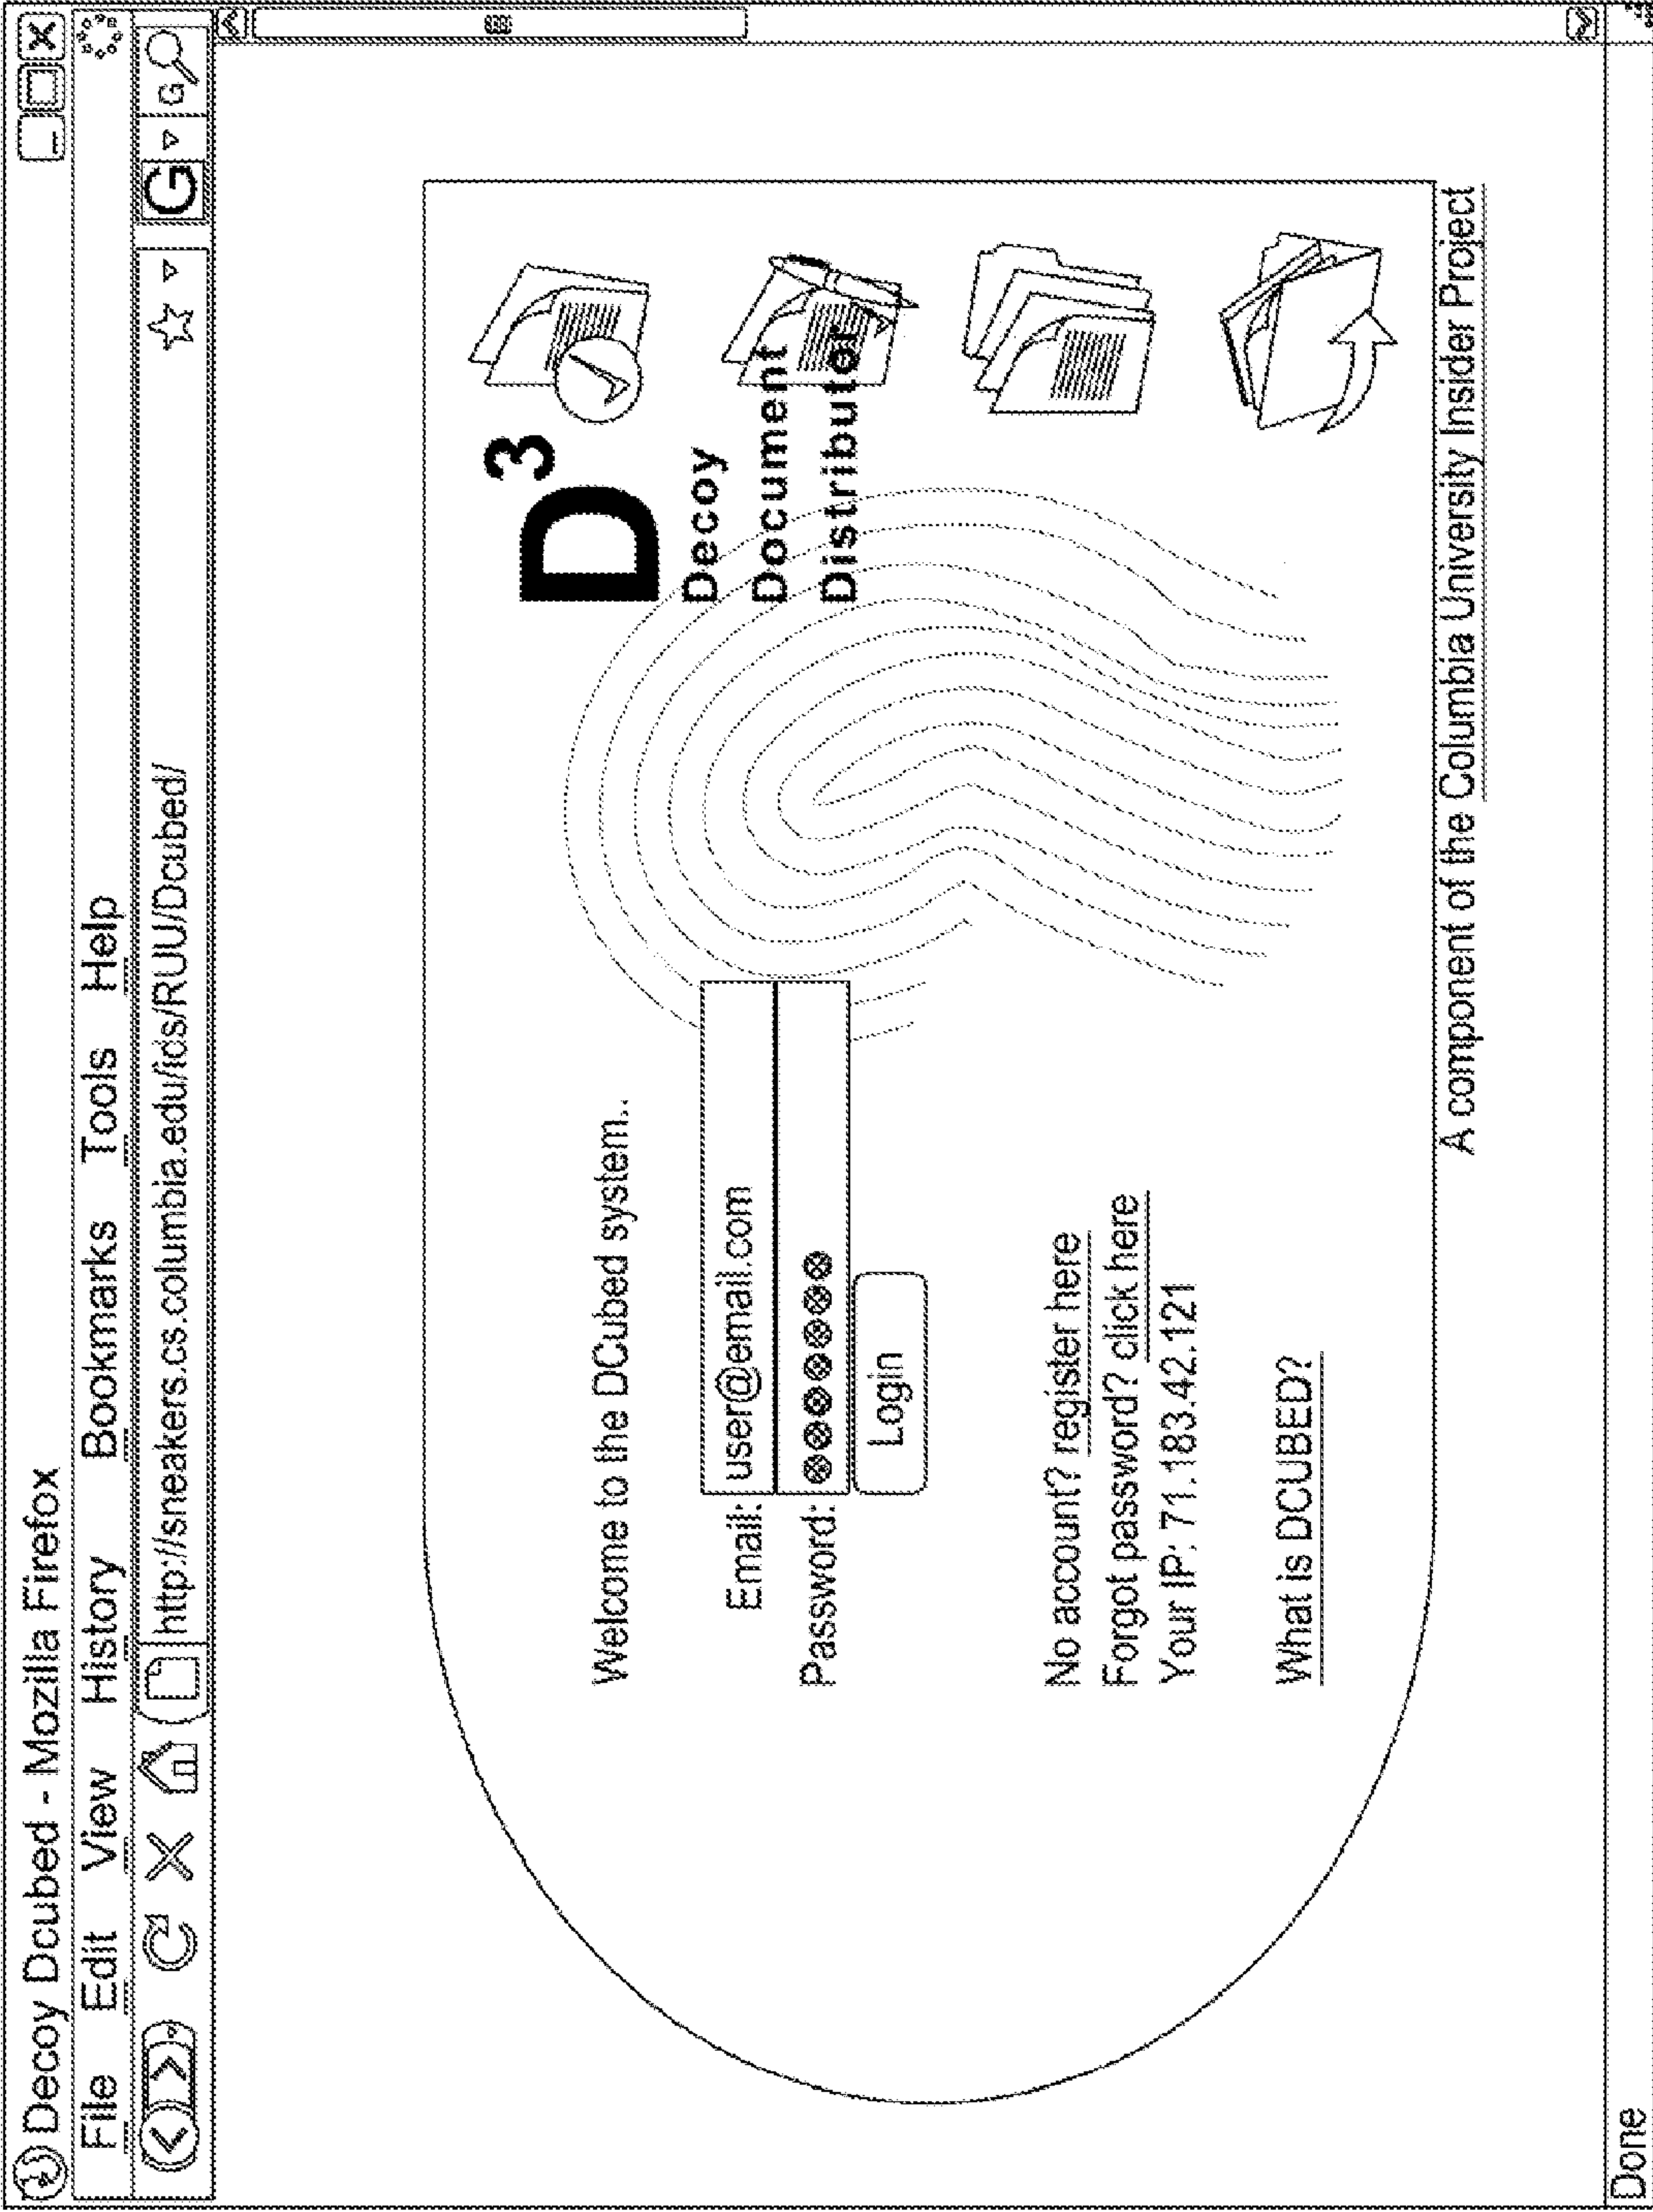 Decoy Dcubed - Mozilla Firefox
File Edit View History Bookmarks Tools Help
http://sneakers.cs.columbia.edu/ids/RUU/Dcubed/
G
G
D3
Decoy
Document
Distributor
Welcome to the DCubed system..
Email: user@email.com
Password:
Login
No account? register here
Forgot password? click here
Your IP: 71.183.42.121
What is DCUBED?
A component of the Columbia University Insider Project
Done